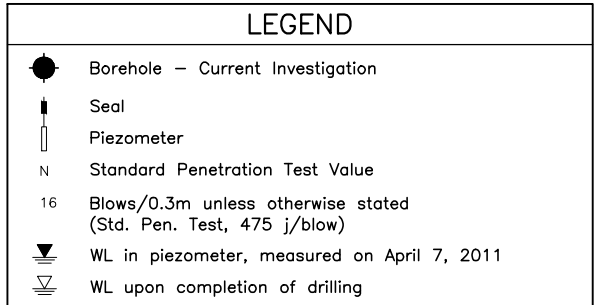 LEGEND
Borehole – Current Investigation
Seal
Piezometer
N Standard Penetration Test Value
16 Blows/0.3m unless otherwise stated
(Std. Pen. Test, 475 j/blow)
WL in piezometer, measured on April 7, 2011
WL upon completion of drilling